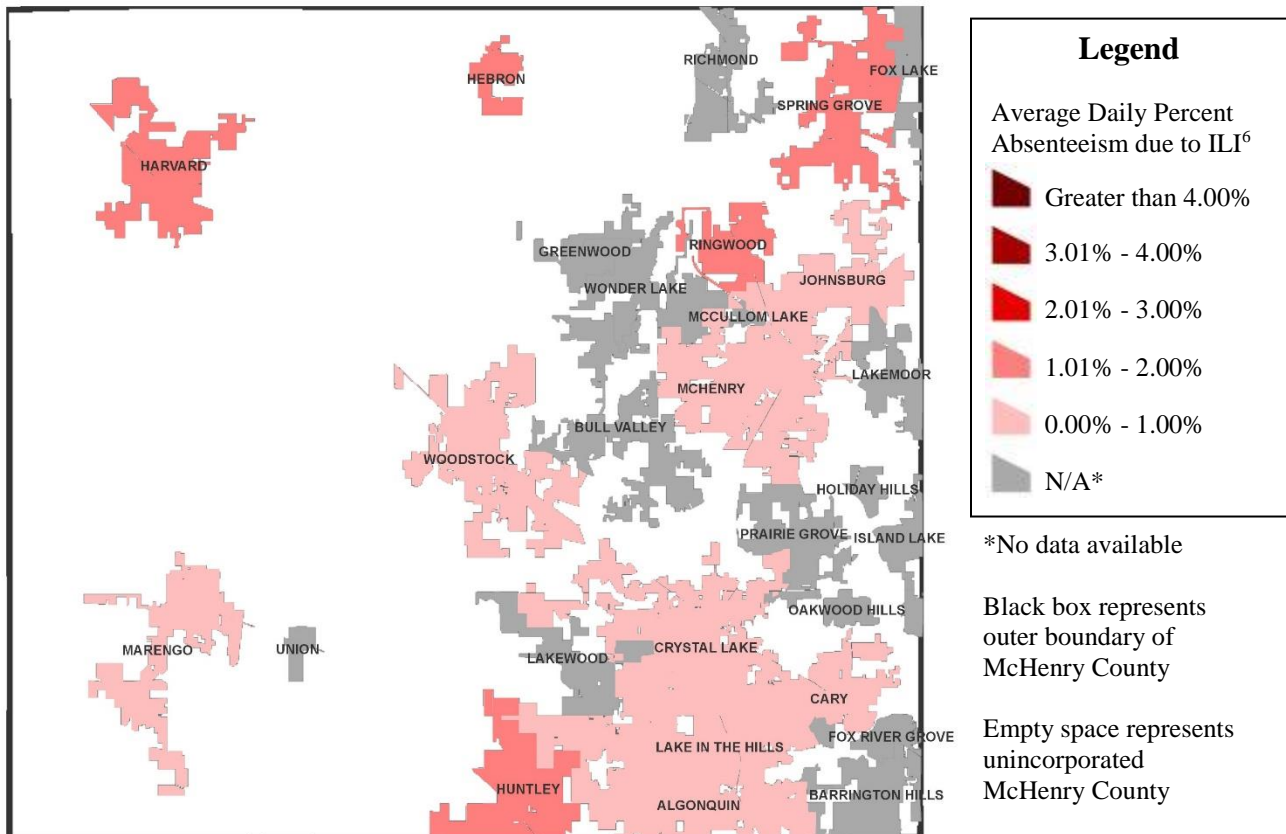 RICHMOND
HEBRON
FOX LAKE
SPRING GROVE
HARVARD
GREENWOOD
RINGWOOD
WONDER LAKE
JOHNSBURG
MCCULLOM LAKE
LAKEMOOR
MCHENRY
BULL VALLEY
WOODSTOCK
HOLIDAY HILLS
PRAIRIE GROVE
ISLAND LAKE
OAKWOOD HILLS
MARENGO
UNION
LAKEWOOD
CRYSTAL LAKE
CARY
FOX RIVER GROVE
LAKE IN THE HILLS
HUNTLEY
ALGONQUIN
BARRINGTON HILLS
Legend
Average Daily Percent
Absenteeism due to ILI6
Greater than 4.00%
3.01% - 4.00%
2.01% - 3.00%
1.01% - 2.00%
0.00% - 1.00%
N/A*
*No data available
Black box represents
outer boundary of
McHenry County
Empty space represents
unincorporated
McHenry County